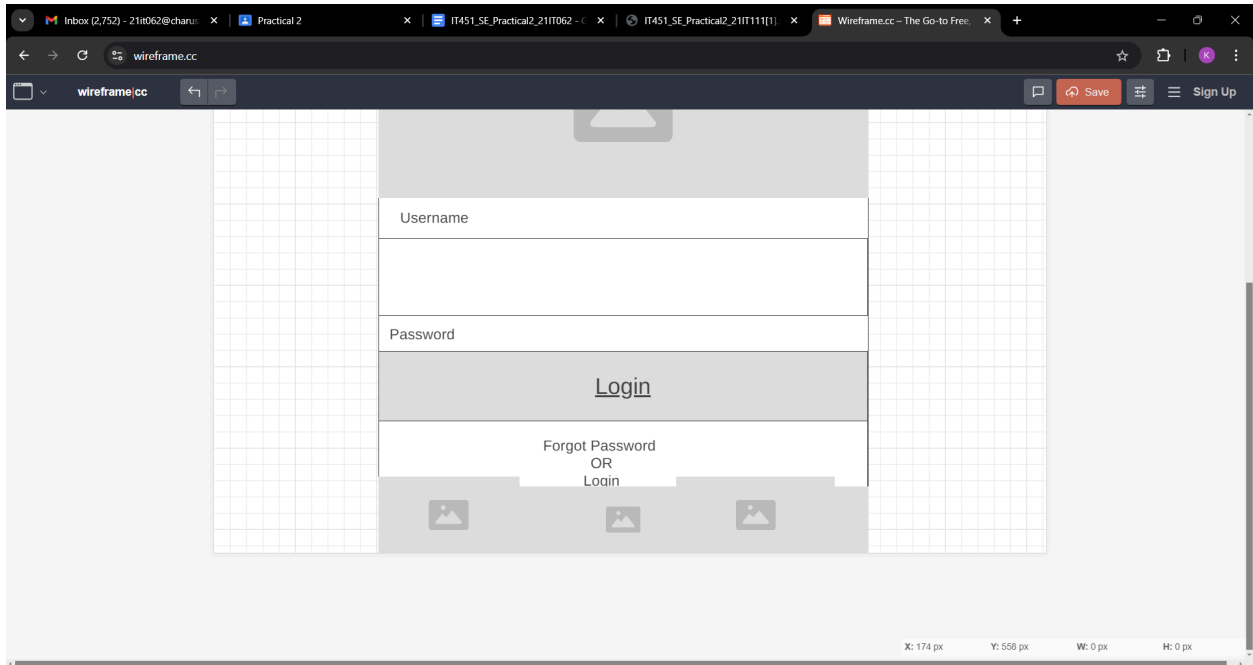 Inbox (2,752) - 21it062@charus
Practical 2
IT451_SE_Practical2_21IT062 - G
IT451_SE_Practical2_21IT111[1].
Wireframe.cc – The Go-to Free,
wireframe.cc
K
wireframe|cc
Save
Sign Up
Username
Password
Login
Forgot Password
OR
Login
X: 174 px Y: 558 px W: 0 px H: 0 px